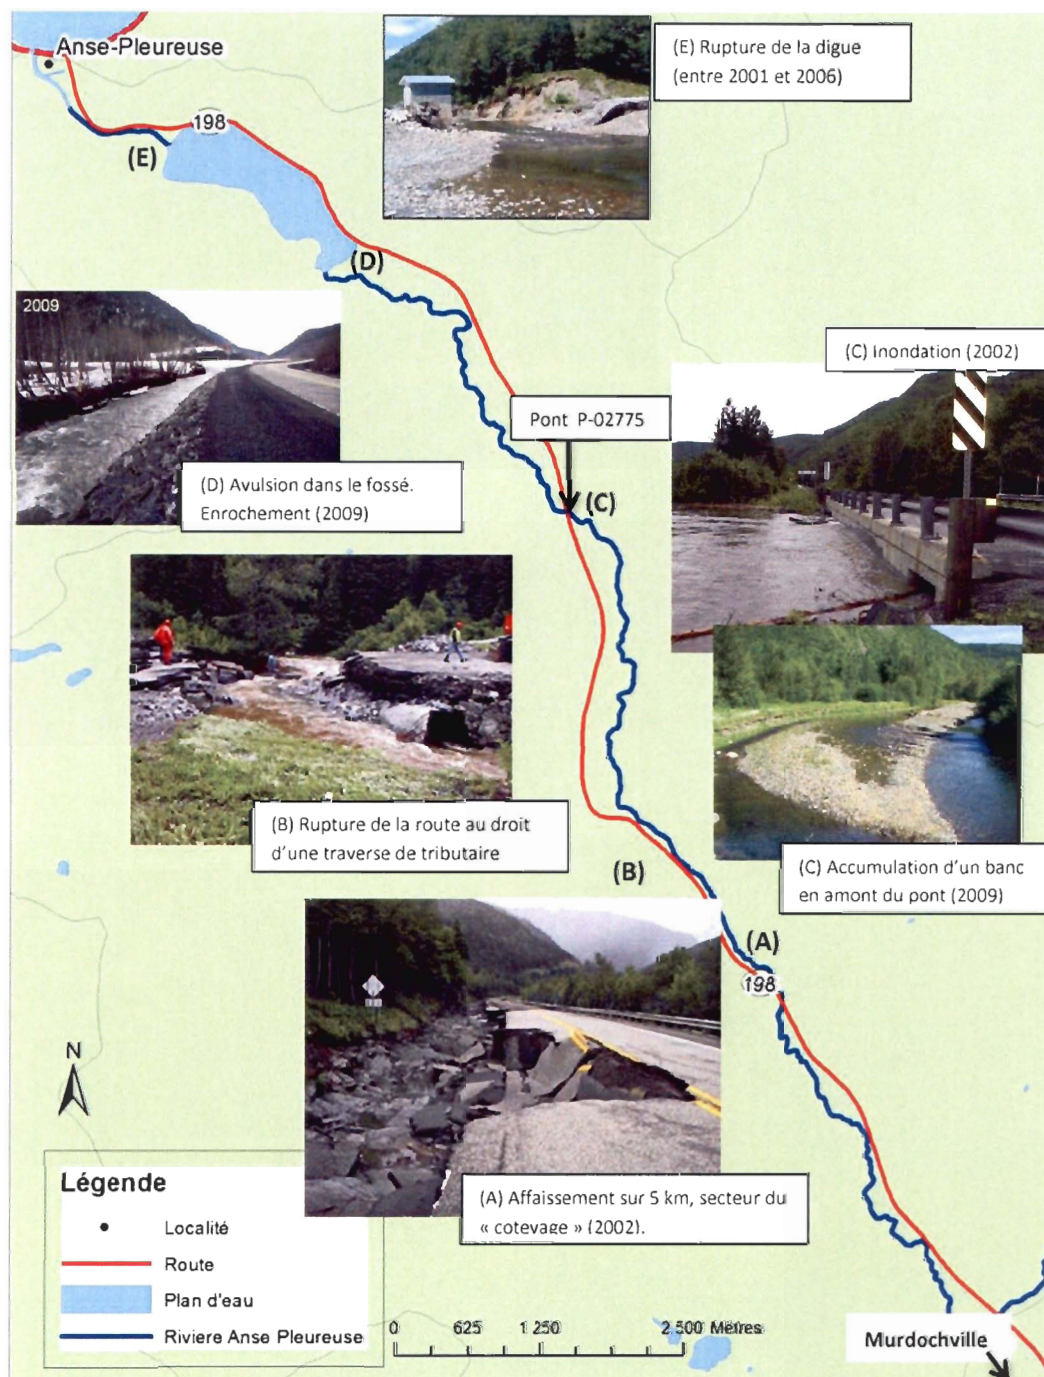 Anse-Pleureuse
(E) Rupture de la digue
(entre 2001 et 2006)
198
(E)
(D)
2009
(C) Inondation (2002)
Pont P-02775
(C)
(D) Avulsion dans le fossé.
Enrochement (2009)
(B) Rupture de la route au droit
d'une traverse de tributaire
(C) Accumulation d'un banc
en amont du pont (2009)
(B)
(A)
198
N
(A) Affaissement sur 5 km, secteur du
« cotevage » (2002).
Légende
Localité
Route
Plan d'eau
Riviere Anse Pleureuse
0 625 1 250 2 500 Mètres
Murdochville